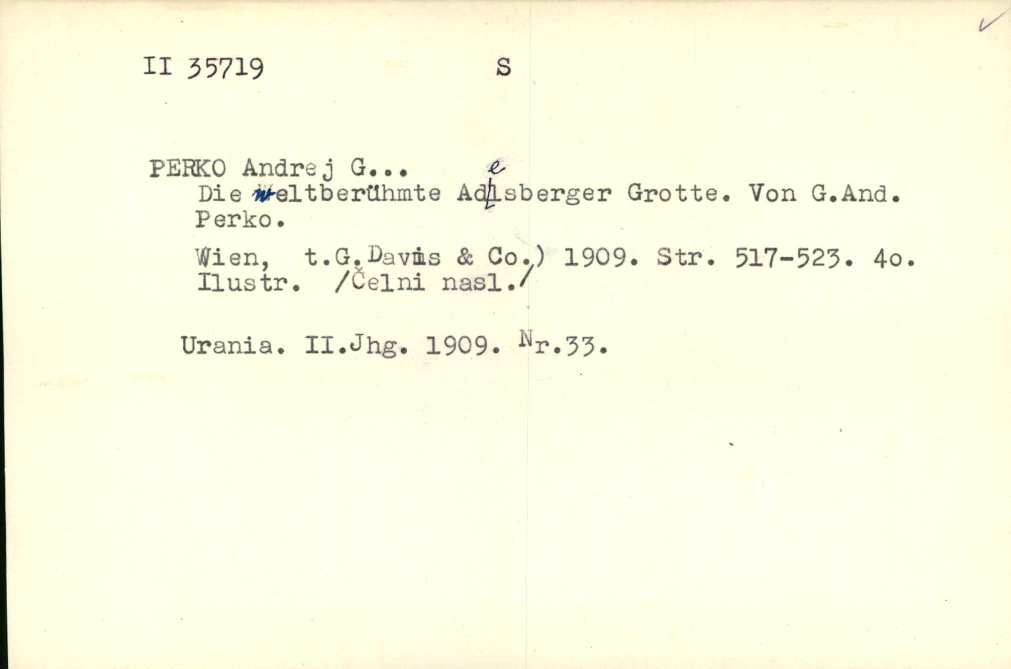 II 35719 S
PERKO Andrej G...
Die weltberühmte Adelsberger Grotte. Von G.And.
Perko.
Wien, t.G.Davis & Co.) 1909. Str. 517-523. 4o.
Ilustr. /Čelni nasl./
Urania. II.Jhg. 1909. Nr.33.